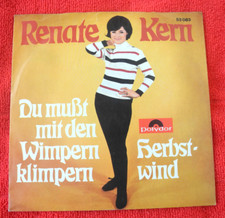 Renate Kern
Du mußt
mit den
Wimpern
klimpern
Polydor
Herbst-
wind